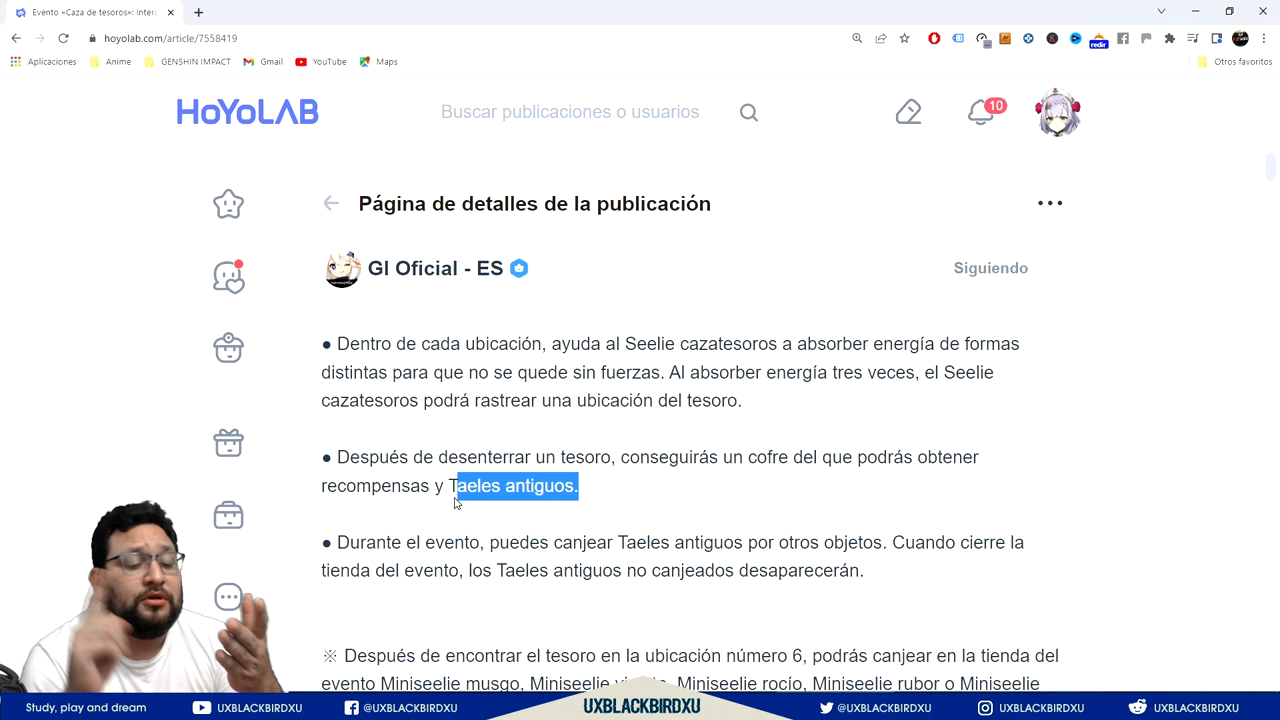 Evento «Caza de tesoros»: Inter
hoyolab.com/article/7558419
redir
Aplicaciones
Anime
GENSHIN IMPACT
Gmail
YouTube
Maps
Otros favoritos
HoYoLAB
Buscar publicaciones o usuarios
10
Página de detalles de la publicación
GI Oficial - ES
Siguiendo
● Dentro de cada ubicación, ayuda al Seelie cazatesoros a absorber energía de formas
distintas para que no se quede sin fuerzas. Al absorber energía tres veces, el Seelie
cazatesoros podrá rastrear una ubicación del tesoro.
● Después de desenterrar un tesoro, conseguirás un cofre del que podrás obtener
recompensas y Taeles antiguos.
● Durante el evento, puedes canjear Taeles antiguos por otros objetos. Cuando cierre la
tienda del evento, los Taeles antiguos no canjeados desaparecerán.
※ Después de encontrar el tesoro en la ubicación número 6, podrás canjear en la tienda del
evento Miniseelie musgo, Miniseelie Miniseelie rocío, Miniseelie rubor o Miniseelie
Study, play and dream
UXBLACKBIRDXU
@UXBLACKBIRDXU
UXBLACKBIRDXU
@UXBLACKBIRDXU
UXBLACKBIRDXU
UXBLACKBIRDXU